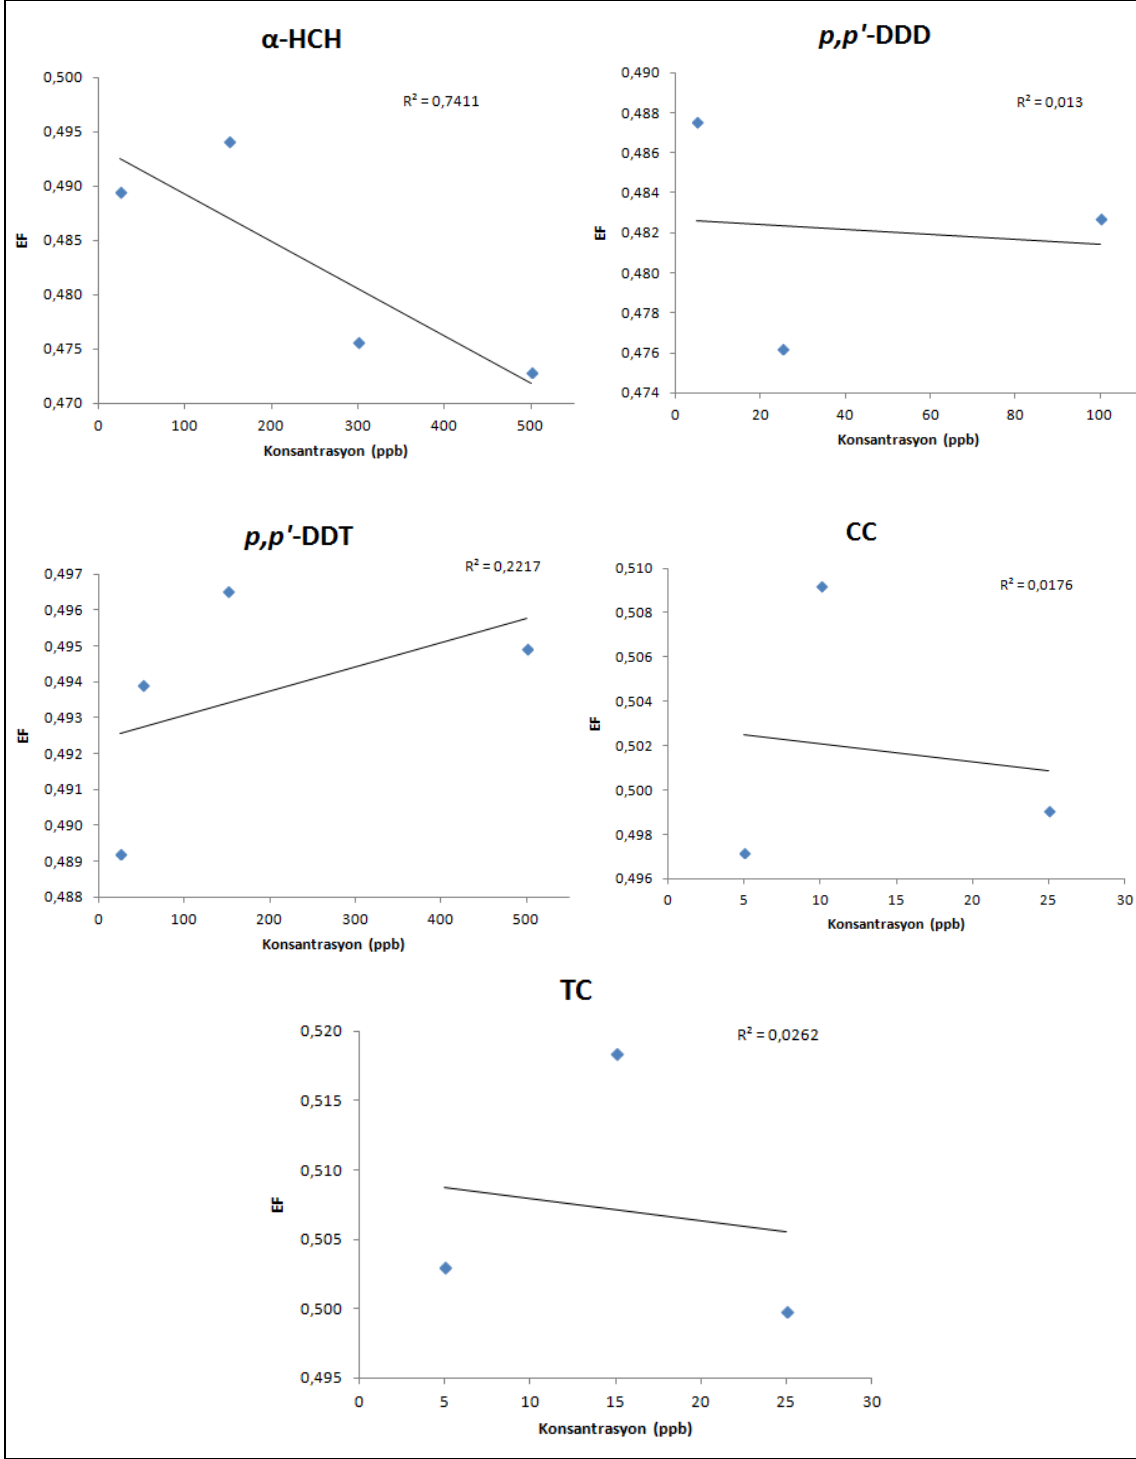 α-HCH
R² = 0,7411
0,500
0,495
0,490
0,485
0,480
0,475
0,470
EF
0 100 200 300 400 500
Konsantrasyon (ppb)
p,p'-DDD
R² = 0,013
0,490
0,488
0,486
0,484
0,482
0,480
0,478
0,476
0,474
EF
0 20 40 60 80 100
Konsantrasyon (ppb)
p,p'-DDT
R² = 0,2217
0,497
0,496
0,495
0,494
0,493
0,492
0,491
0,490
0,489
0,488
EF
0 100 200 300 400 500
Konsantrasyon (ppb)
CC
R² = 0,0176
0,510
0,508
0,506
0,504
0,502
0,500
0,498
0,496
EF
0 5 10 15 20 25 30
Konsantrasyon (ppb)
TC
R² = 0,0262
0,520
0,515
0,510
0,505
0,500
0,495
EF
0 5 10 15 20 25 30
Konsantrasyon (ppb)